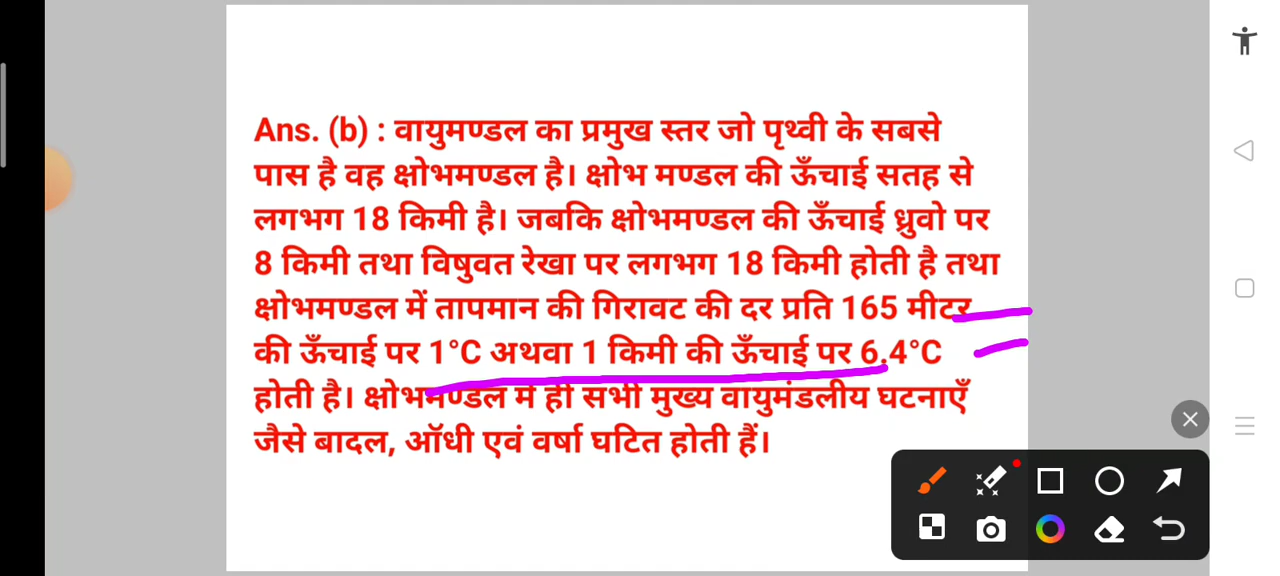 Ans. (b) : वायुमण्डल का प्रमुख स्तर जो पृथ्वी के सबसे
पास है वह क्षोभमण्डल है। क्षोभ मण्डल की ऊँचाई सतह से
लगभग 18 किमी है। जबकि क्षोभमण्डल की ऊँचाई ध्रुवो पर
8 किमी तथा विषुवत रेखा पर लगभग 18 किमी होती है तथा
क्षोभमण्डल में तापमान की गिरावट की दर प्रति 165 मीटर
की ऊँचाई पर 1°C अथवा 1 किमी की ऊँचाई पर 6.4°C
होती है। क्षोभमण्डल में ही सभी मुख्य वायुमंडलीय घटनाएँ
जैसे बादल, ऑधी एवं वर्षा घटित होती हैं।